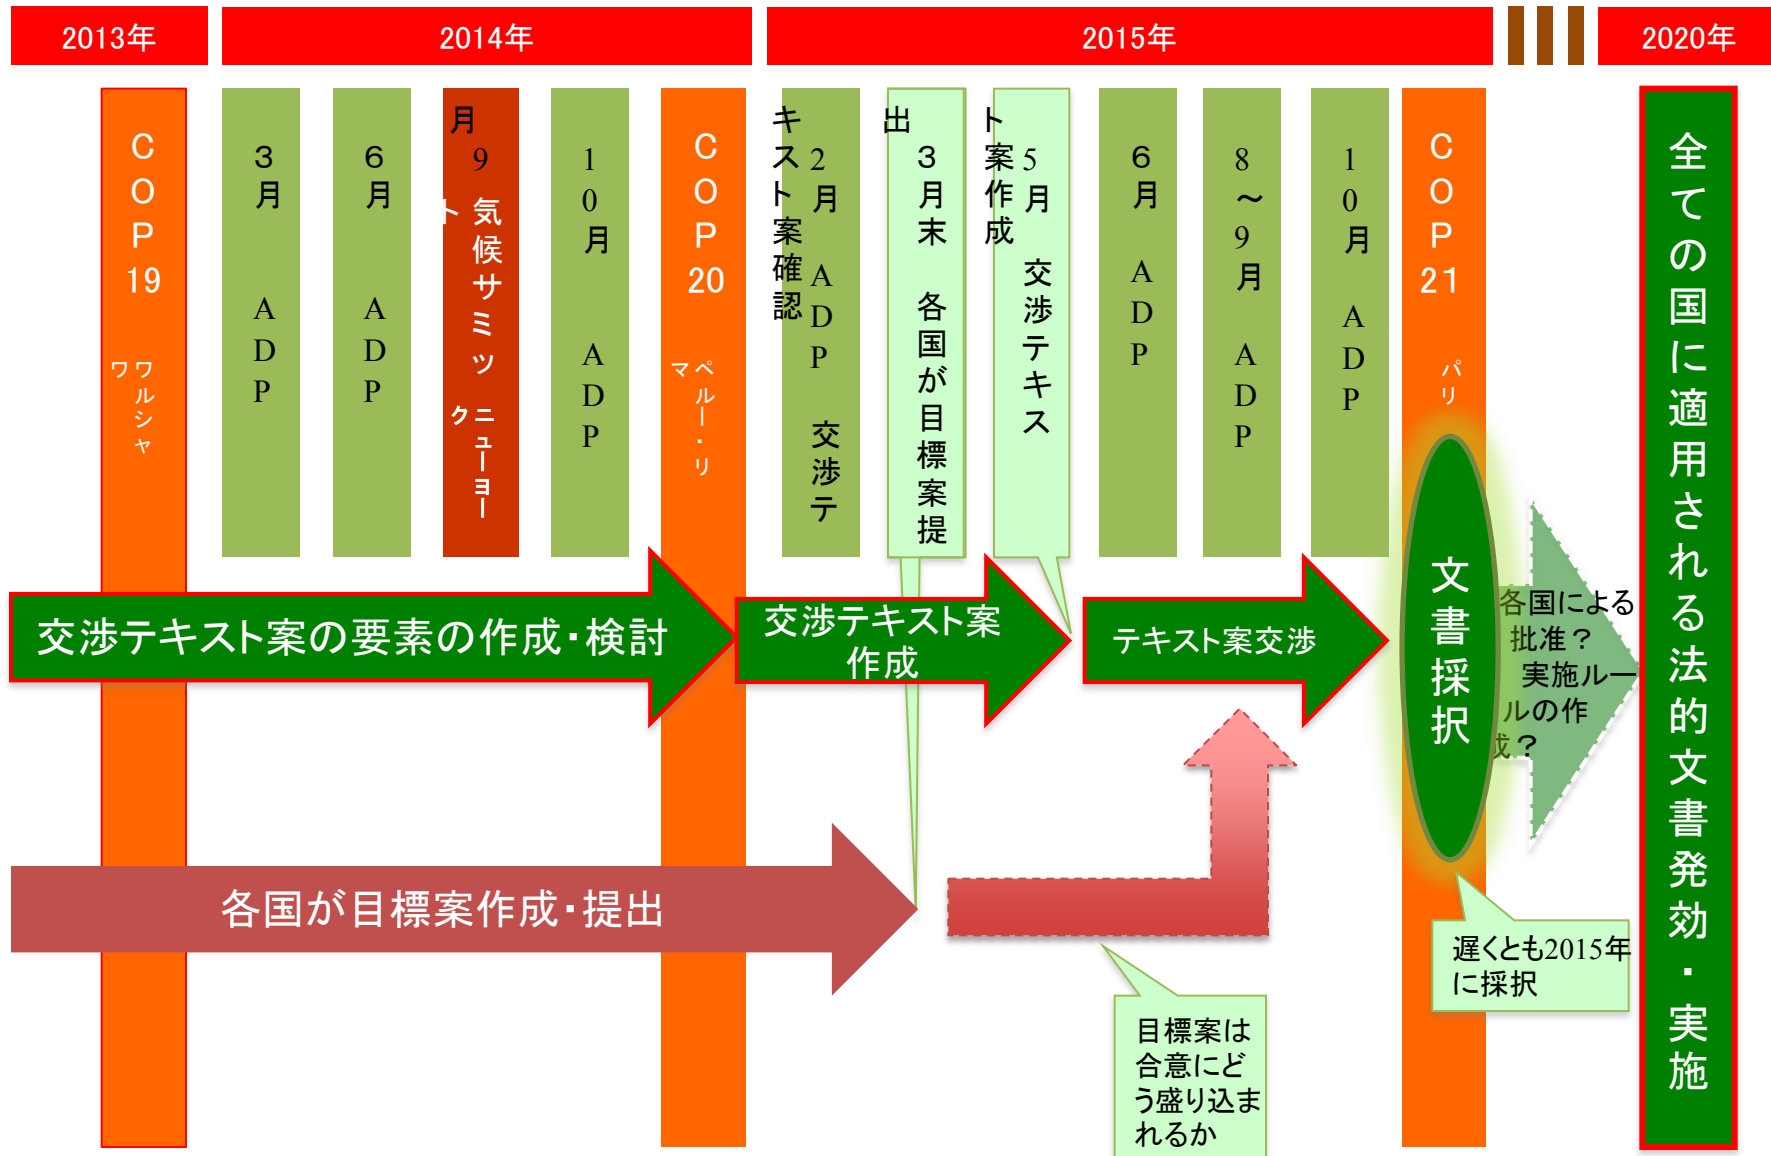 2013年
2014年
2015年
2020年
COP19
ワルシャ
ワ
３月 ADP
６月 ADP
9
月
気候サミッ
ト
ニューヨー
ク
10月 ADP
COP20
ペルー・リ
マ
2月 ADP 交渉テ
キスト案確認
３月末 各国が目標案提
出
5月 交渉テキス
ト案作成
６月 ADP
8～9月 ADP
10月 ADP
COP21
パリ
全ての国に適用される法的文書発効・実施
交渉テキスト案の要素の作成・検討
交渉テキスト案
作成
テキスト案交渉
文書採択
各国による
批准？
実施ルー
ルの作
成？
各国が目標案作成・提出
遅くとも2015年
に採択
目標案は
合意にど
う盛り込ま
れるか